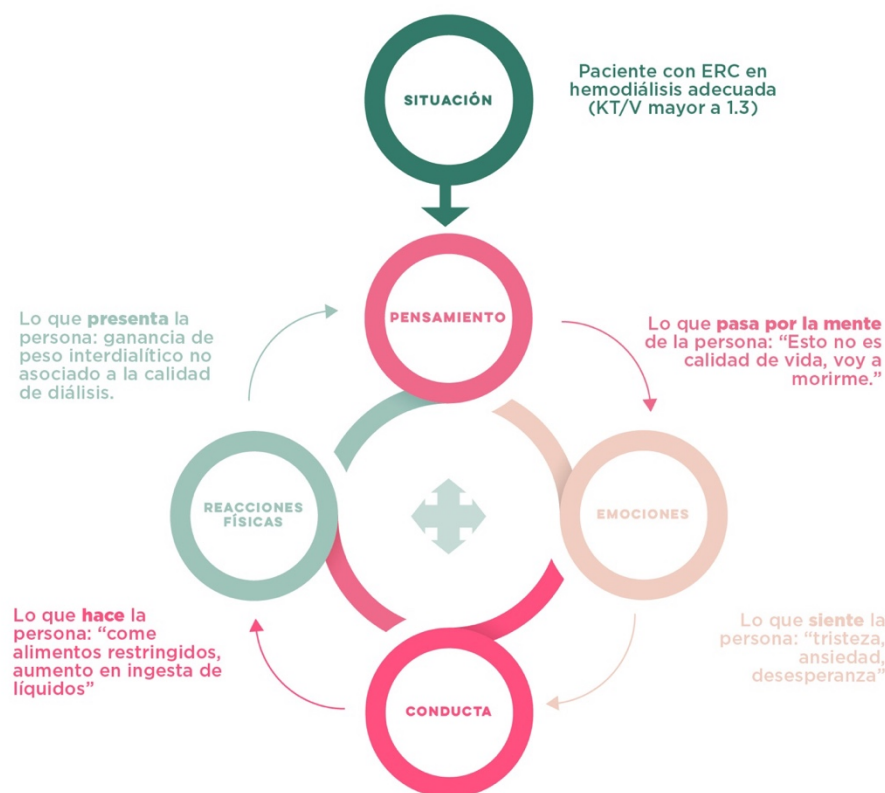 SITUACIÓN
Paciente con ERC en
hemodiálisis adecuada
(KT/V mayor a 1.3)
PENSAMIENTO
Lo que presenta la
persona: ganancia de
peso interdialítico no
asociado a la calidad
de diálisis.
Lo que pasa por la mente
de la persona: “Esto no es
calidad de vida, voy a
morirme.”
REACCIONES
FÍSICAS
EMOCIONES
Lo que hace la
persona: “come
alimentos restringidos,
aumento en ingesta de
líquidos”
Lo que siente la
persona: “tristeza,
ansiedad,
desesperanza”
CONDUCTA